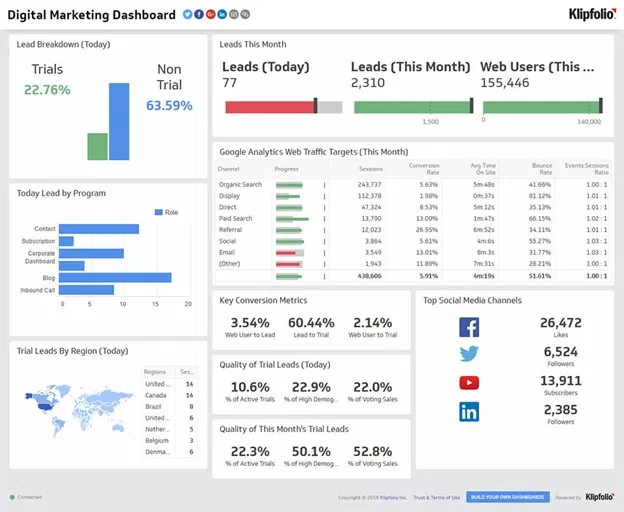 Digital Marketing Dashboard
Klipfolio
Lead Breakdown (Today)
Trials
22.76%
Non
Trial
63.59%
Leads This Month
Leads (Today)
77
Leads (This Month)
2,310
1,500
Web Users (This ...
155,446
0 140,000
Google Analytics Web Traffic Targets (This Month)
Channel Progress Sessions Conversion Rate Avg Time On Site Bounce Rate Events:Sessions Ratio
Organic Search 243,737 5.63% 5m:48s 41.66% 1.00 : 1
Display 112,378 1.98% 0m:37s 81.12% 1.01 : 1
Direct 47,324 8.53% 5m:12s 35.13% 1.01 : 1
Paid Search 13,790 13.09% 1m:47s 66.15% 1.02 : 1
Referral 12,023 26.95% 6m:52s 34.11% 1.01 : 1
Social 3,864 5.61% 4m:6s 55.27% 1.03 : 1
Email 3,549 13.01% 8m:3s 31.77% 1.03 : 1
(Other) 1,943 11.89% 7m:31s 28.21% 1.01 : 1
438,606 5.91% 4m:19s 51.61% 1.00 : 1
Today Lead by Program
Role
Contact
Subscription
Corporate
Dashboard
Blog
Inbound Call
0 5 10 15 20
Trial Leads By Region (Today)
Regions Ses...
United ... 14
Canada 14
Brazil 8
United ... 6
Nether... 5
Belgium 3
Denma... 6
Key Conversion Metrics
3.54% 60.44% 2.14%
Web User to Lead Lead to Trial Web User to Trial
Quality of Trial Leads (Today)
10.6% 22.9% 22.0%
% of Active Trials % of High Demog... % of Voting Sales
Quality of This Month's Trial Leads
22.3% 50.1% 52.8%
% of Active Trials % of High Demog... % of Voting Sales
Top Social Media Channels
26,472
Likes
6,524
Followers
13,911
Subscribers
2,385
Followers
Connected
Copyright © 2016 Klipfolio Inc. Trust & Terms of Use BUILD YOUR OWN DASHBOARDS Powered by Klipfolio